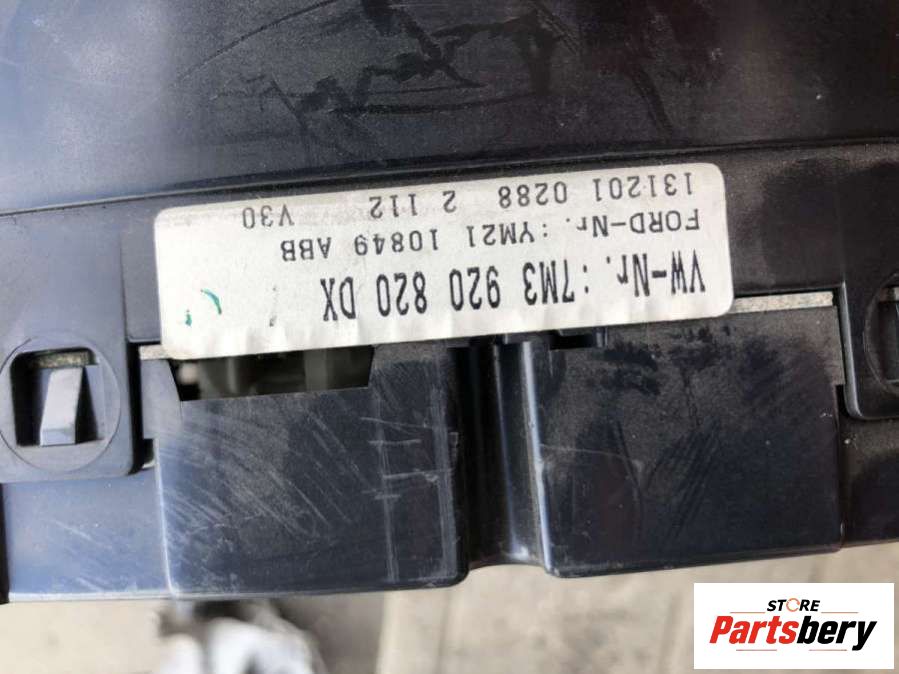 VW-Nr.:7M3 920 820 DX
FORD-Nr.:YM21 10849 ABB
131201 0288 2 112 V30
STORE
Partsbery